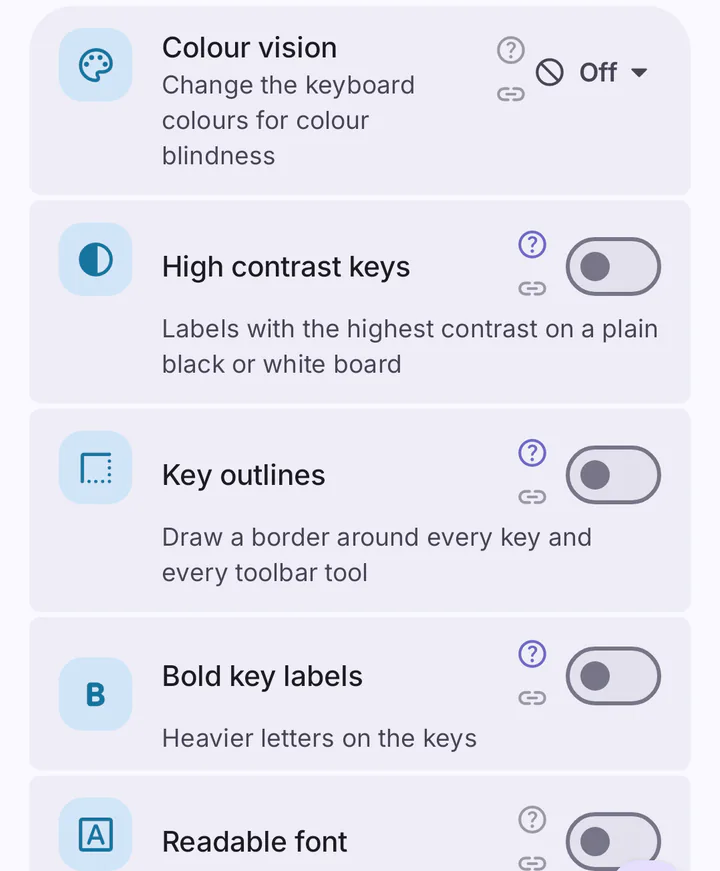 Colour vision
Change the keyboard
colours for colour
blindness
Off
High contrast keys
Labels with the highest contrast on a plain
black or white board
Key outlines
Draw a border around every key and
every toolbar tool
B
Bold key labels
Heavier letters on the keys
A
Readable font